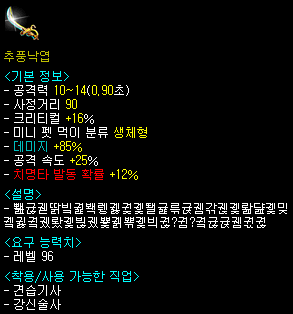 추풍낙엽
<기본 정보>
- 공격력 10~14(0,90초)
- 사정거리 90
- 크리티컬 +16%
- 미니 펫 먹이 분류 생체형
- 데미지 +85%
- 공격 속도 +25%
- 치명타 발동 확률 +12%
<설명>
<요구 능력치>
- 레벨 96
<착용/사용 가능한 직업>
- 견습기사
- 강신술사